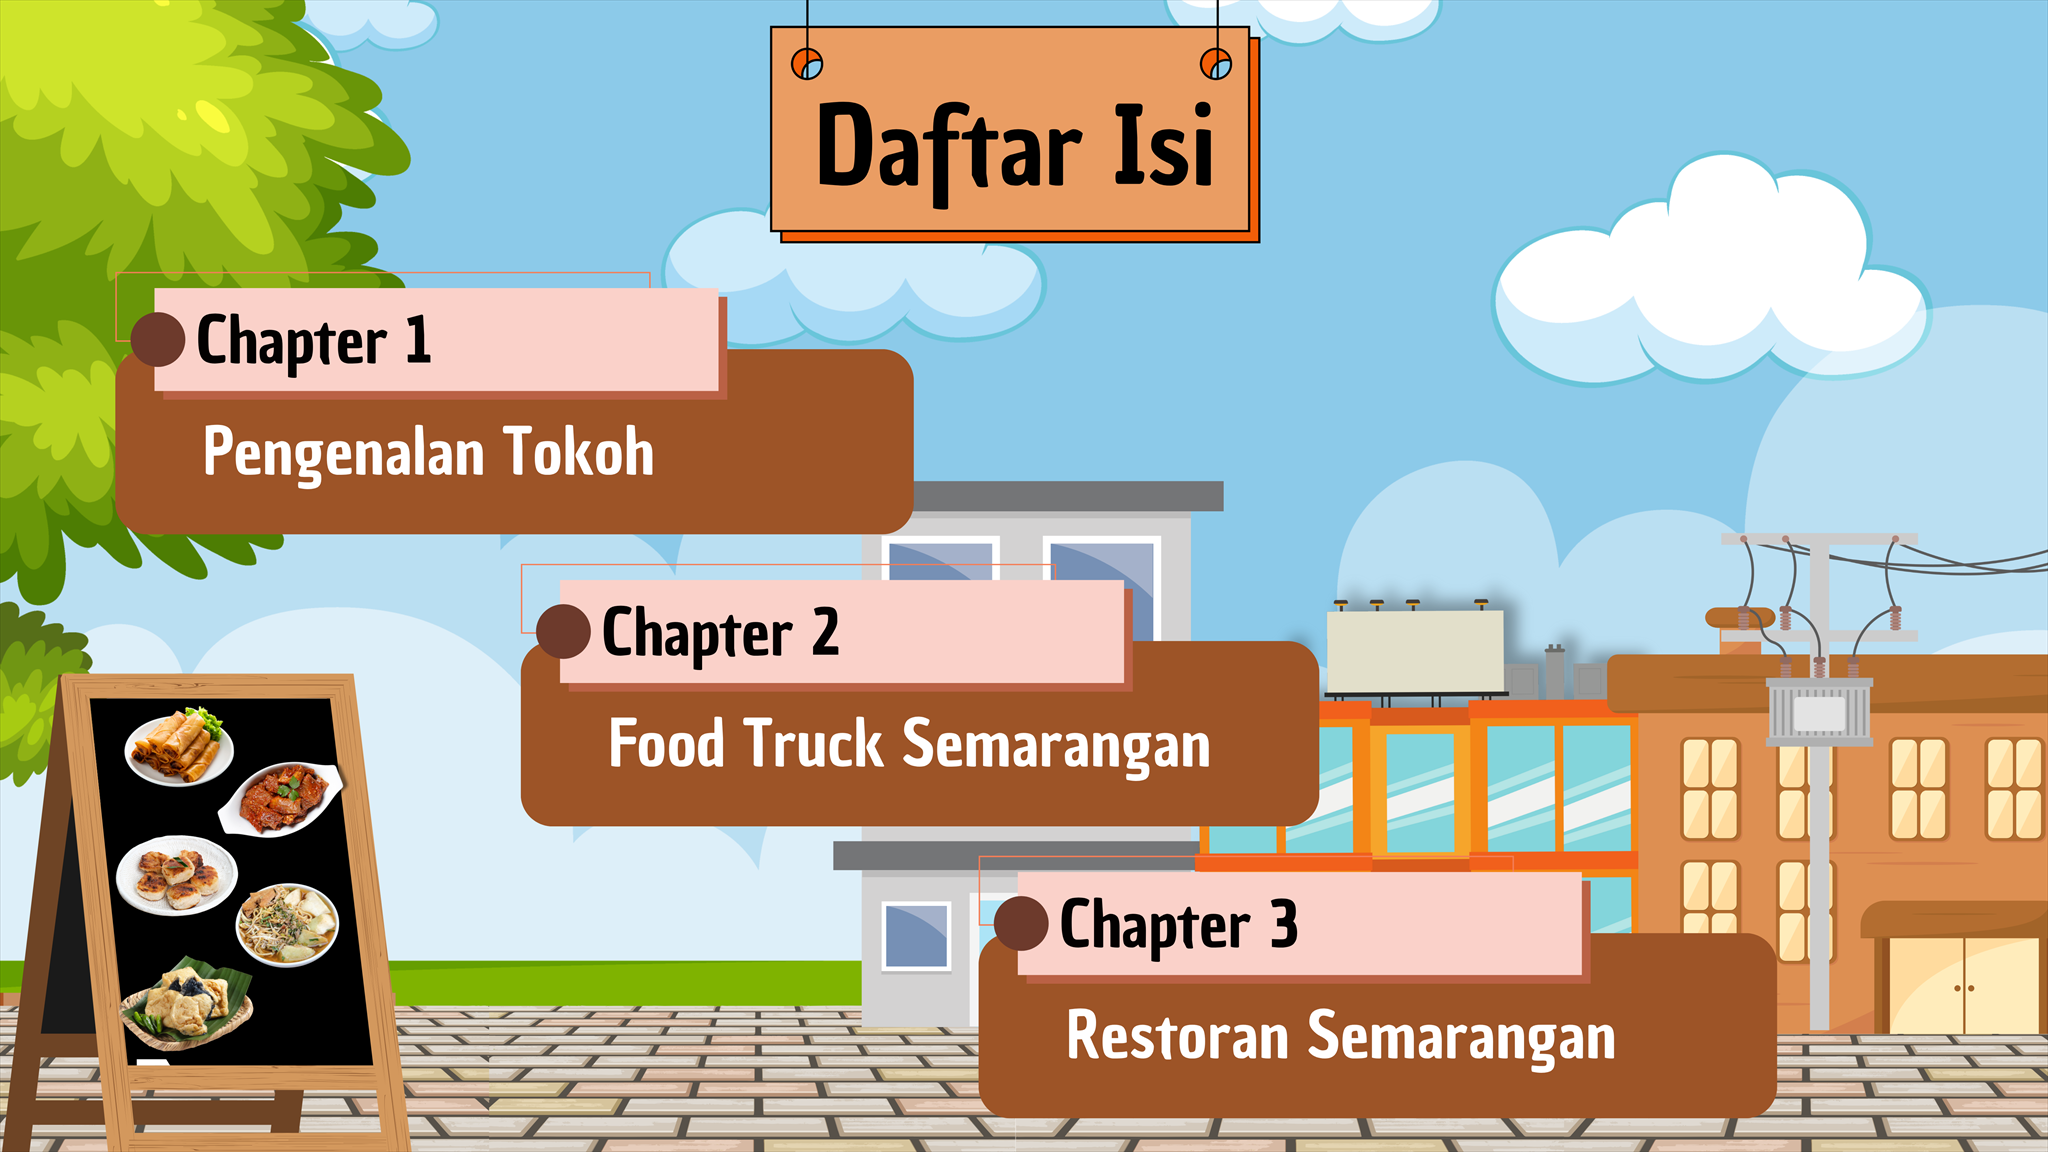 Daftar Isi
Chapter 1
Pengenalan Tokoh
Chapter 2
Food Truck Semarangan
Chapter 3
Restoran Semarangan